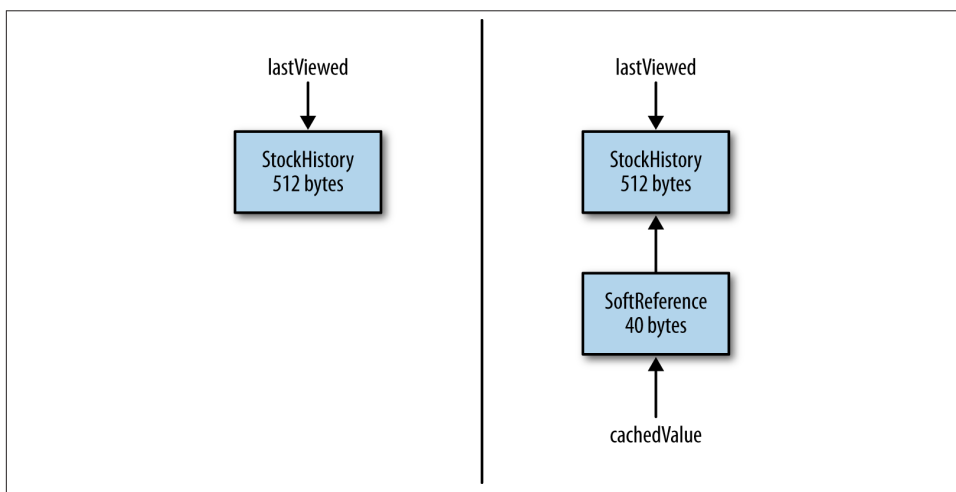 lastViewed
StockHistory
512 bytes
lastViewed
StockHistory
512 bytes
SoftReference
40 bytes
cachedValue